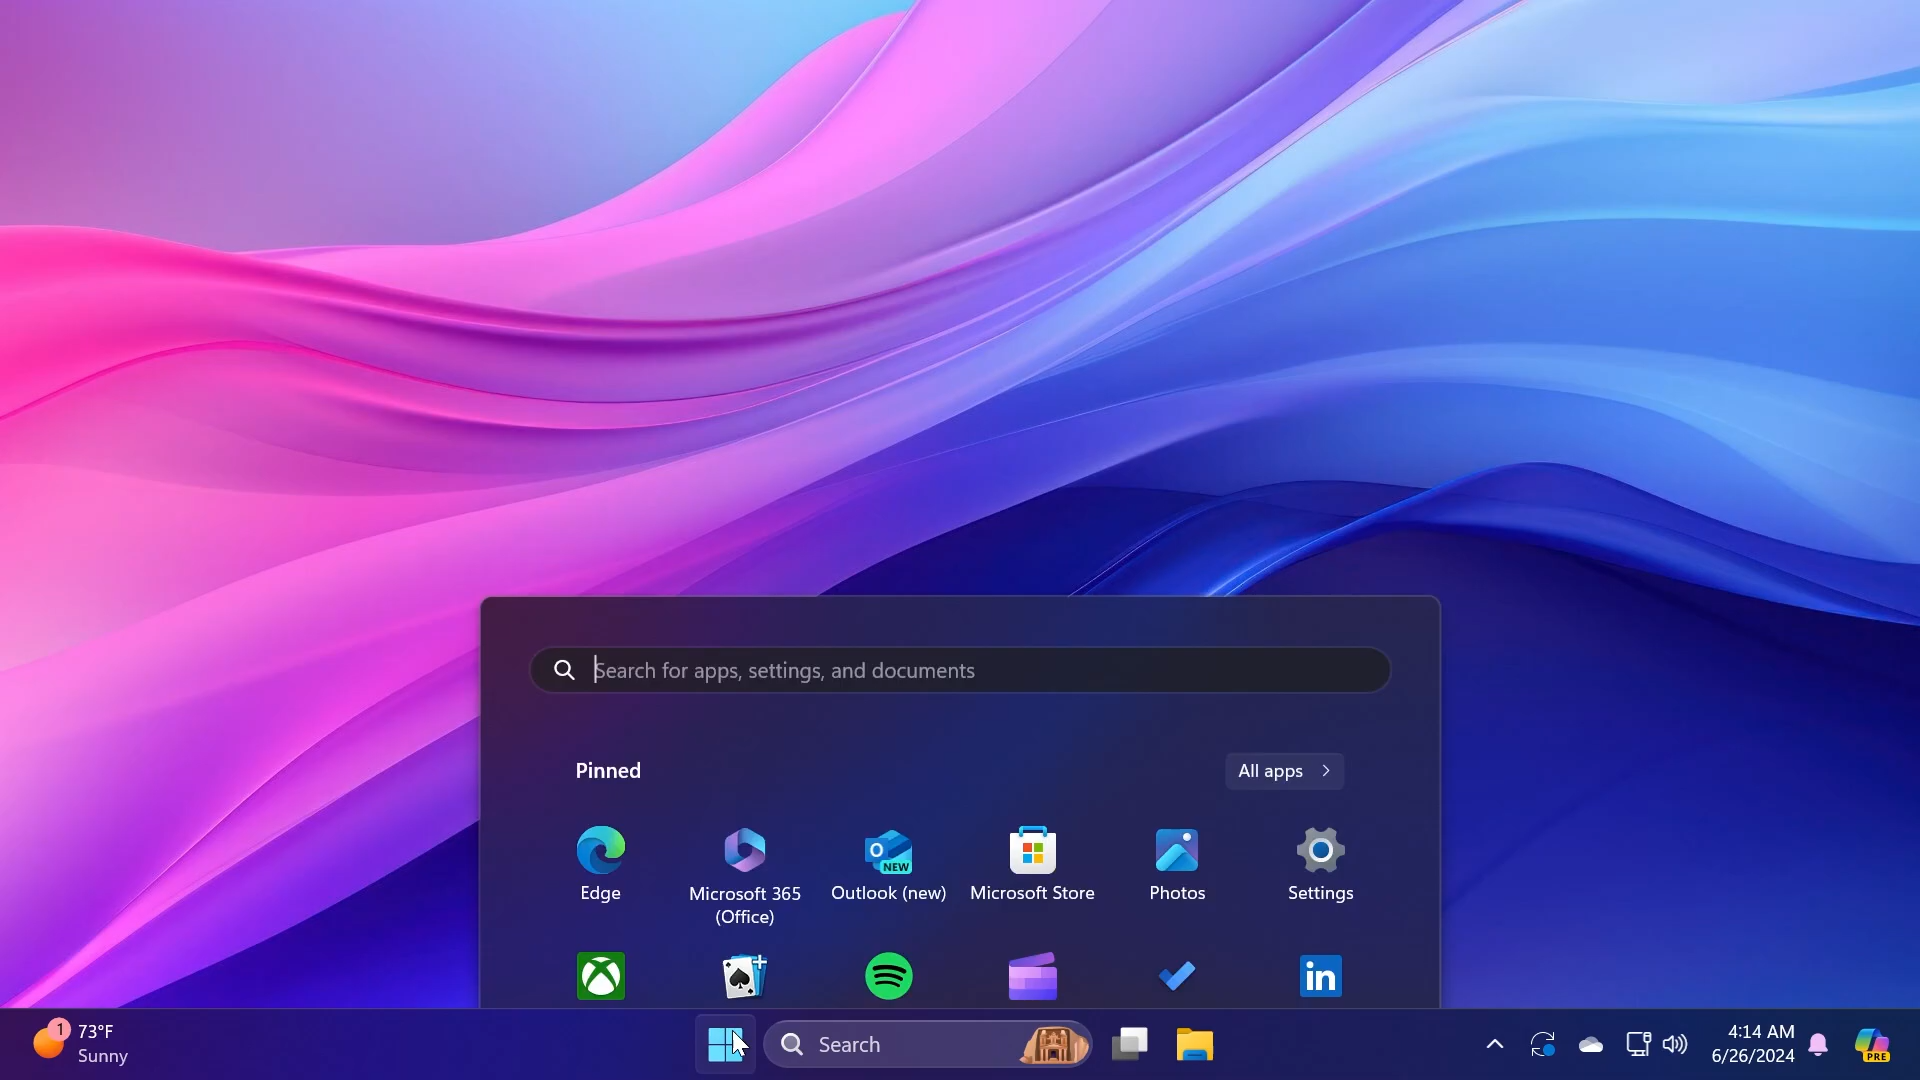 Search for apps, settings, and documents
Pinned
All apps
NEW
Edge
Microsoft 365
(Office)
Outlook (new)
Microsoft Store
Photos
Settings
in
1
73°F
Sunny
Search
4:14 AM
6/26/2024
PRE